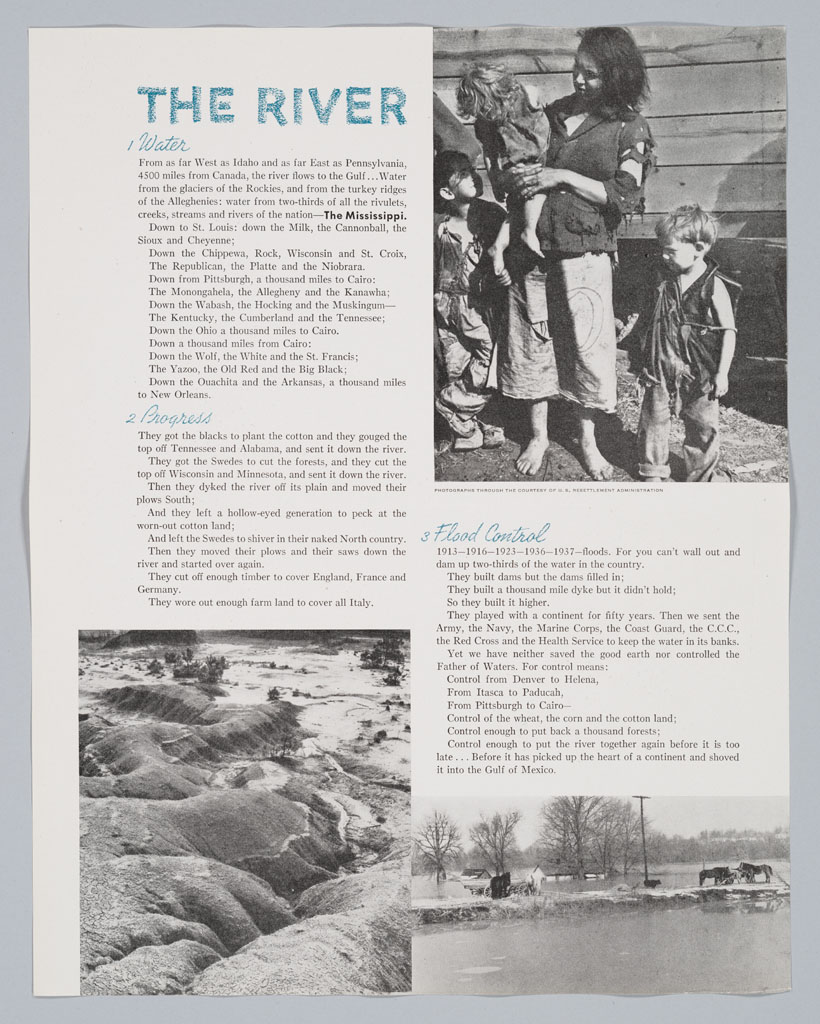 THE RIVER
1 Water
From as far West as Idaho and as far East as Pennsylvania,
4500 miles from Canada, the river flows to the Gulf...Water
from the glaciers of the Rockies, and from the turkey ridges
of the Alleghenies: water from two-thirds of all the rivulets,
creeks, streams and rivers of the nation—The Mississippi.
Down to St. Louis: down the Milk, the Cannonball, the
Sioux and Cheyenne;
Down the Chippewa, Rock, Wisconsin and St. Croix,
The Republican, the Platte and the Niobrara.
Down from Pittsburgh, a thousand miles to Cairo:
The Monongahela, the Allegheny and the Kanawha;
Down the Wabash, the Hocking and the Muskingum—
The Kentucky, the Cumberland and the Tennessee;
Down the Ohio a thousand miles to Cairo.
Down a thousand miles from Cairo:
Down the Wolf, the White and the St. Francis;
The Yazoo, the Old Red and the Big Black;
Down the Ouachita and the Arkansas, a thousand miles
to New Orleans.
2 Progress
They got the blacks to plant the cotton and they gouged the
top off Tennessee and Alabama, and sent it down the river.
They got the Swedes to cut the forests, and they cut the
top off Wisconsin and Minnesota, and sent it down the river.
Then they dyked the river off its plain and moved their
plows South;
And they left a hollow-eyed generation to peck at the
worn-out cotton land;
And left the Swedes to shiver in their naked North country.
Then they moved their plows and their saws down the
river and started over again.
They cut off enough timber to cover England, France and
Germany.
They wore out enough farm land to cover all Italy.
PHOTOGRAPHS THROUGH THE COURTESY OF U. S. RESETTLEMENT ADMINISTRATION
3 Flood Control
1913—1916—1923—1936—1937—floods. For you can't wall out and
dam up two-thirds of the water in the country.
They built dams but the dams filled in;
They built a thousand mile dyke but it didn't hold;
So they built it higher.
They played with a continent for fifty years. Then we sent the
Army, the Navy, the Marine Corps, the Coast Guard, the C.C.C.,
the Red Cross and the Health Service to keep the water in its banks.
Yet we have neither saved the good earth nor controlled the
Father of Waters. For control means:
Control from Denver to Helena,
From Itasca to Paducah,
From Pittsburgh to Cairo—
Control of the wheat, the corn and the cotton land;
Control enough to put back a thousand forests;
Control enough to put the river together again before it is too
late... Before it has picked up the heart of a continent and shoved
it into the Gulf of Mexico.